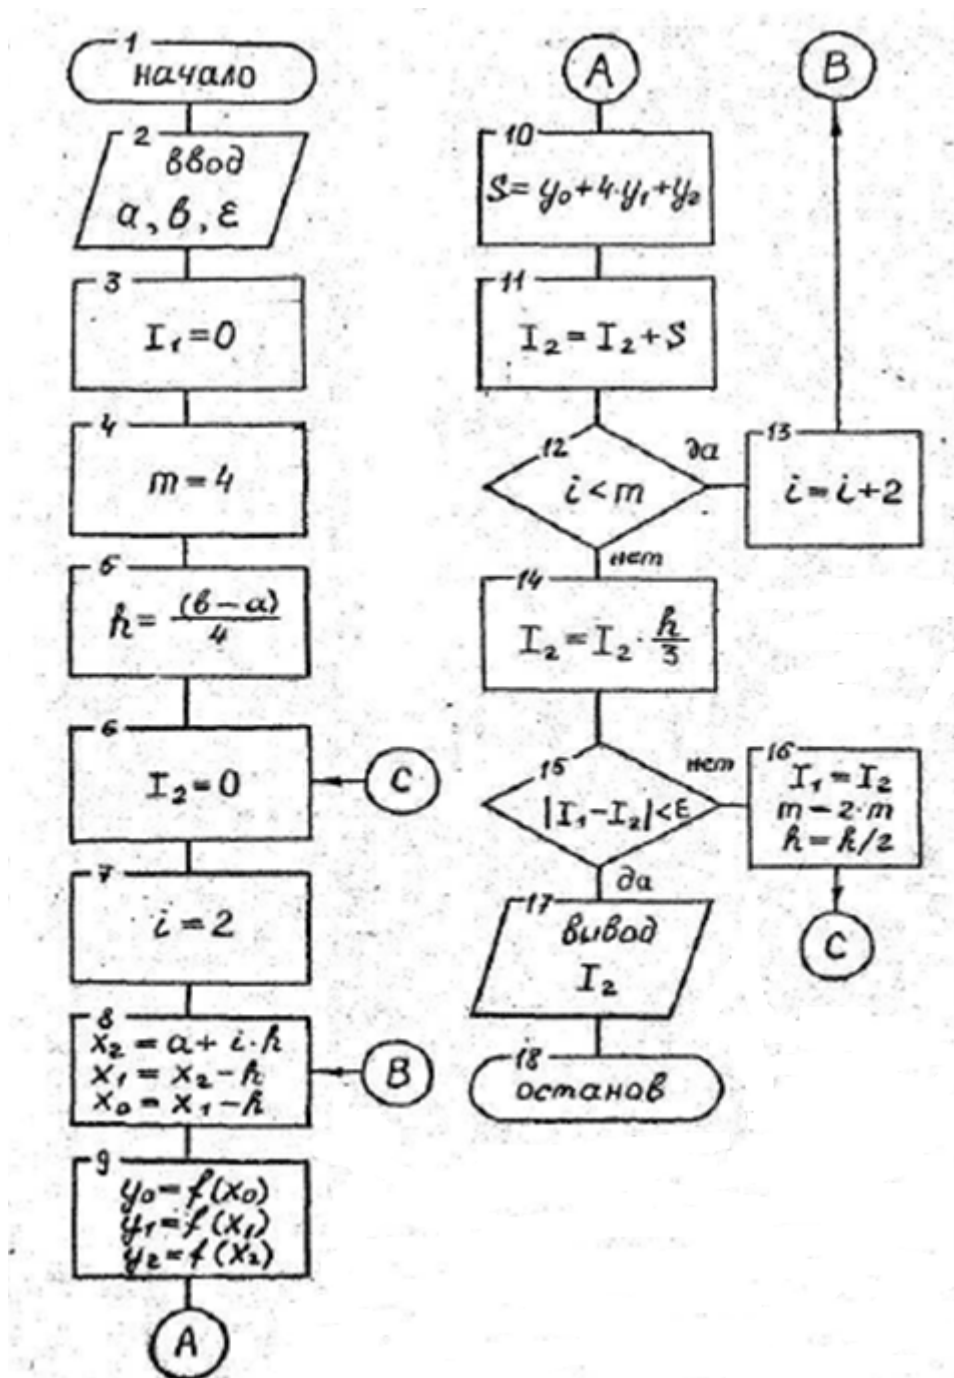 1
начало
2
ввод
a, в, ε
3
I₁ = 0
4
m = 4
5
h = (в – a) / 4
6
I₂ = 0
C
7
i = 2
8
x₂ = a + i · h
x₁ = x₂ – h
x₀ = x₁ – h
B
9
y₀ = f(x₀)
y₁ = f(x₁)
y₂ = f(x₂)
A
A
10
S = y₀ + 4 · y₁ + y₂
11
I₂ = I₂ + S
12
i < m
да
нет
B
13
i = i + 2
14
I₂ = I₂ · h / 3
15
|I₁ – I₂| < ε
нет
да
16
I₁ = I₂
m = 2 · m
h = h/2
C
17
вывод
I₂
18
останов